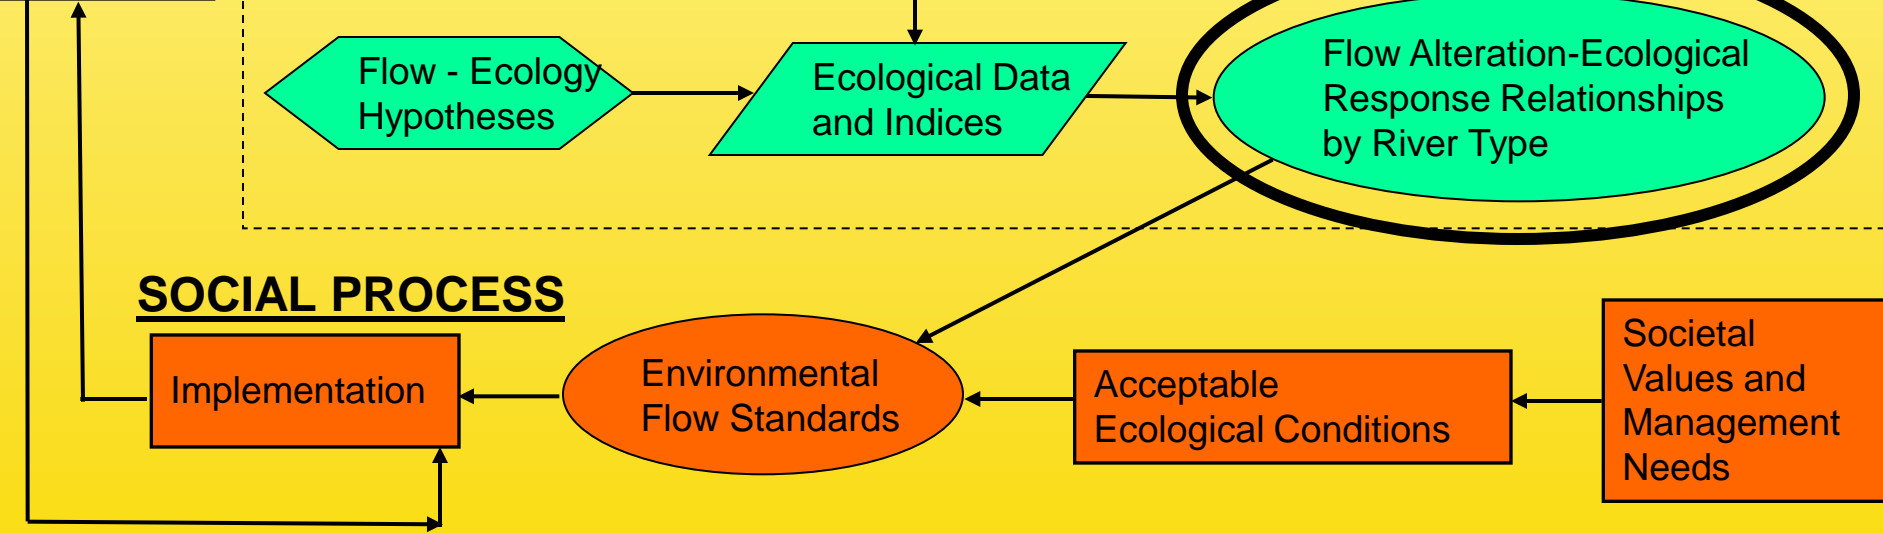 Flow - Ecology
Hypotheses
Ecological Data
and Indices
Flow Alteration-Ecological
Response Relationships
by River Type
SOCIAL PROCESS
Implementation
Environmental
Flow Standards
Acceptable
Ecological Conditions
Societal
Values and
Management
Needs